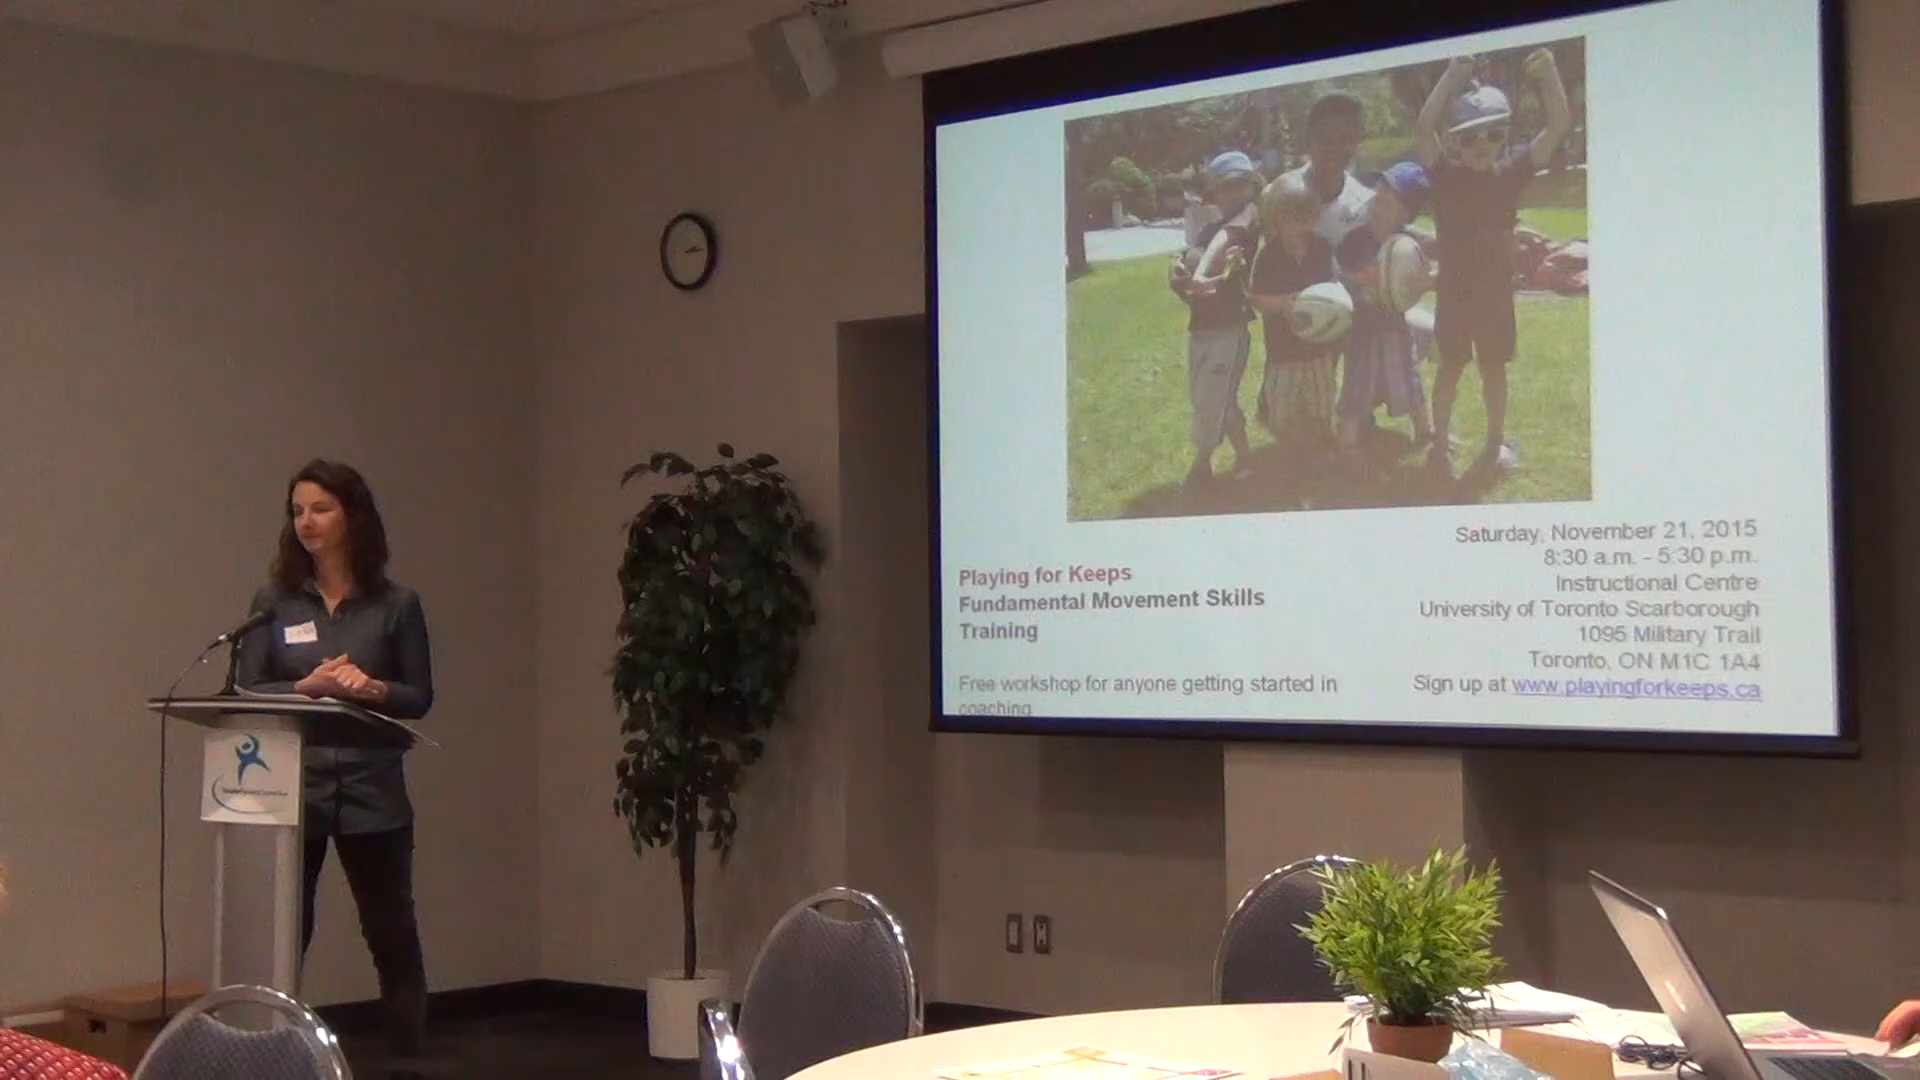 Playing for Keeps
Fundamental Movement Skills
Training
Free workshop for anyone getting started in
coaching
Saturday, November 21, 2015
8:30 a.m. - 5:30 p.m.
Instructional Centre
University of Toronto Scarborough
1095 Military Trail
Toronto, ON M1C 1A4
Sign up at www.playingforkeeps.ca